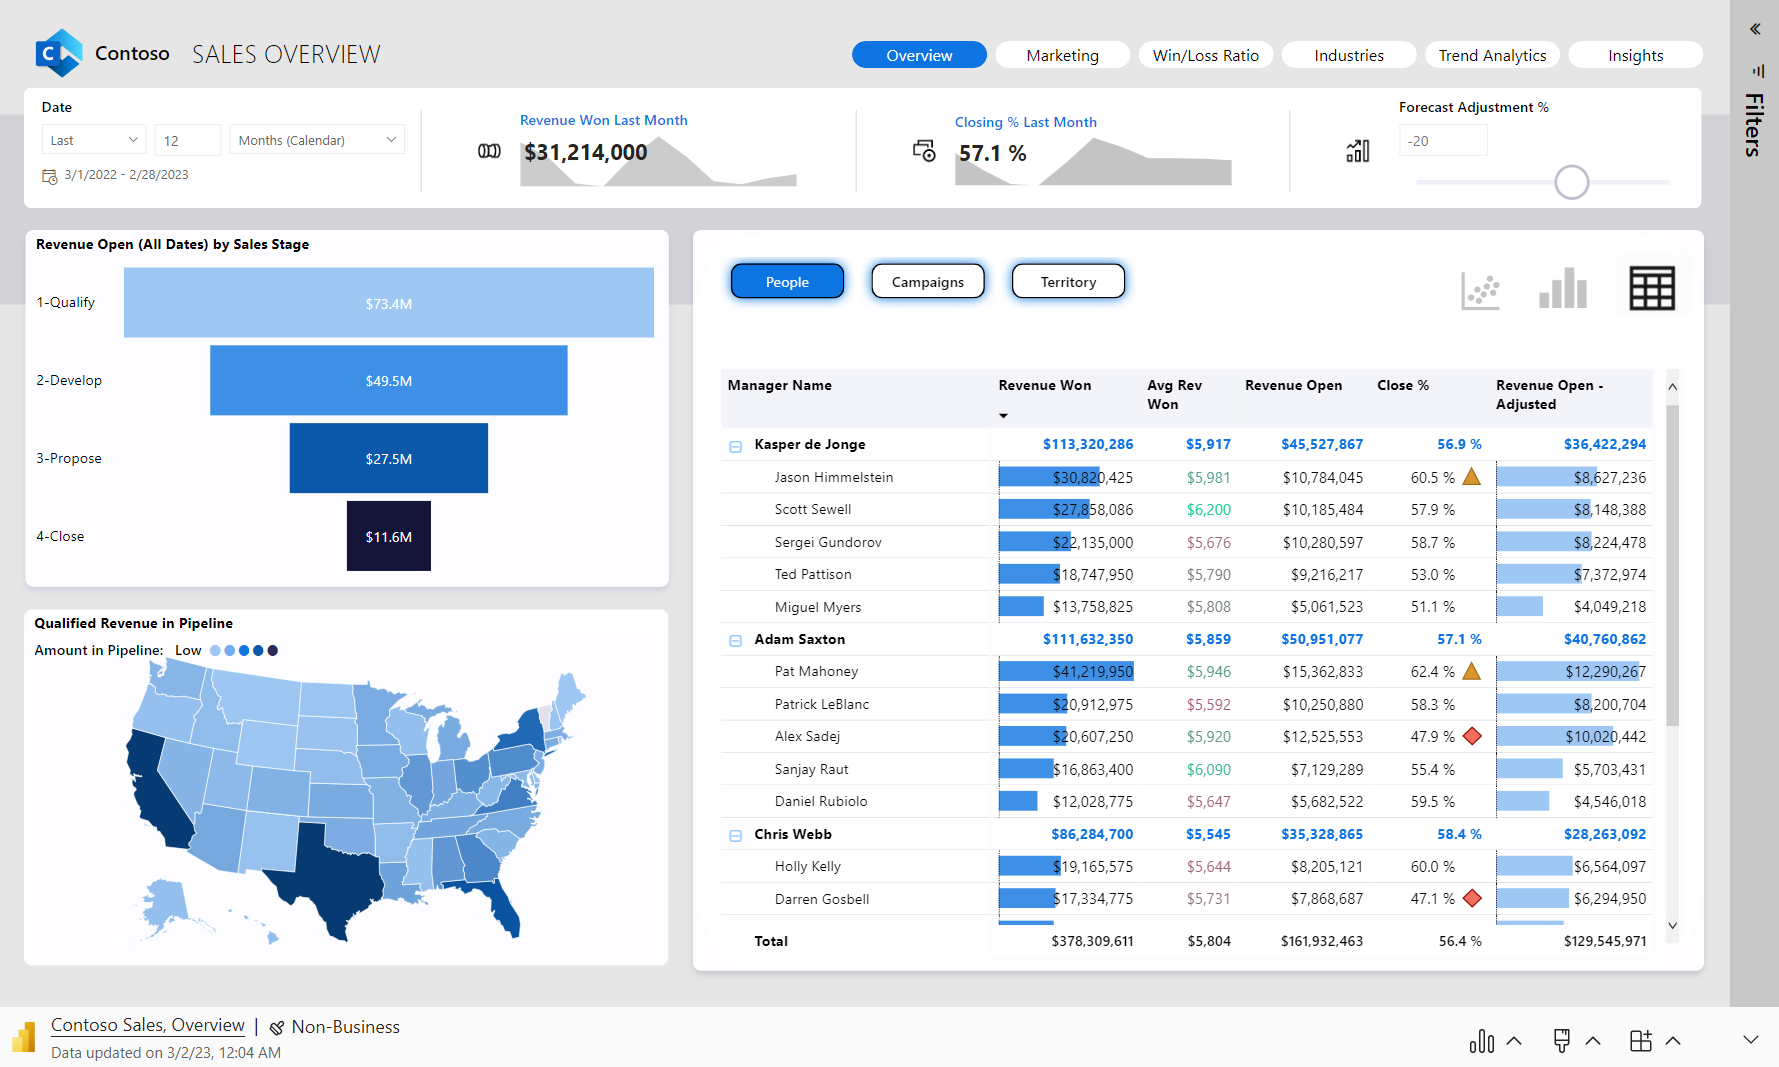 C
Contoso
SALES OVERVIEW
Overview
Marketing
Win/Loss Ratio
Industries
Trend Analytics
Insights
Filters
Date
Last
12
Months (Calendar)
3/1/2022 - 2/28/2023
Revenue Won Last Month
$31,214,000
Closing % Last Month
57.1 %
Forecast Adjustment %
-20
Revenue Open (All Dates) by Sales Stage
1-Qualify
$73.4M
2-Develop
$49.5M
3-Propose
$27.5M
4-Close
$11.6M
Qualified Revenue in Pipeline
Amount in Pipeline: Low
People
Campaigns
Territory
Manager Name Revenue Won Avg Rev Won Revenue Open Close % Revenue Open - Adjusted
Kasper de Jonge $113,320,286 $5,917 $45,527,867 56.9 % $36,422,294
Jason Himmelstein $30,820,425 $5,981 $10,784,045 60.5 % $8,627,236
Scott Sewell $27,858,086 $6,200 $10,185,484 57.9 % $8,148,388
Sergei Gundorov $22,135,000 $5,676 $10,280,597 58.7 % $8,224,478
Ted Pattison $18,747,950 $5,790 $9,216,217 53.0 % $7,372,974
Miguel Myers $13,758,825 $5,808 $5,061,523 51.1 % $4,049,218
Adam Saxton $111,632,350 $5,859 $50,951,077 57.1 % $40,760,862
Pat Mahoney $41,219,950 $5,946 $15,362,833 62.4 % $12,290,267
Patrick LeBlanc $20,912,975 $5,592 $10,250,880 58.3 % $8,200,704
Alex Sadej $20,607,250 $5,920 $12,525,553 47.9 % $10,020,442
Sanjay Raut $16,863,400 $6,090 $7,129,289 55.4 % $5,703,431
Daniel Rubiolo $12,028,775 $5,647 $5,682,522 59.5 % $4,546,018
Chris Webb $86,284,700 $5,545 $35,328,865 58.4 % $28,263,092
Holly Kelly $19,165,575 $5,644 $8,205,121 60.0 % $6,564,097
Darren Gosbell $17,334,775 $5,731 $7,868,687 47.1 % $6,294,950
Total $378,309,611 $5,804 $161,932,463 56.4 % $129,545,971
Contoso Sales, Overview | Non-Business
Data updated on 3/2/23, 12:04 AM